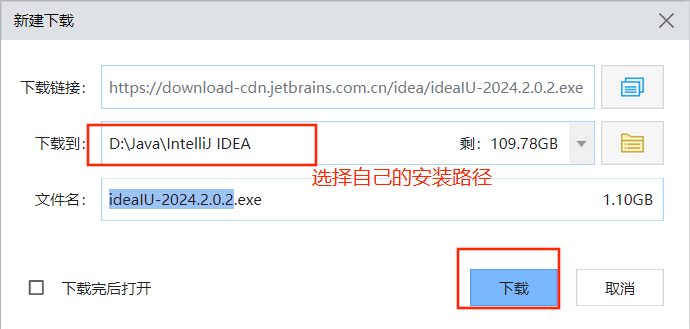 新建下载
下载链接： https://download-cdn.jetbrains.com.cn/idea/ideaIU-2024.2.0.2.exe
下载到： D:\Java\IntelliJ IDEA 剩：109.78GB
选择自己的安装路径
文件名： ideaIU-2024.2.0.2.exe 1.10GB
下载完后打开 下载 取消